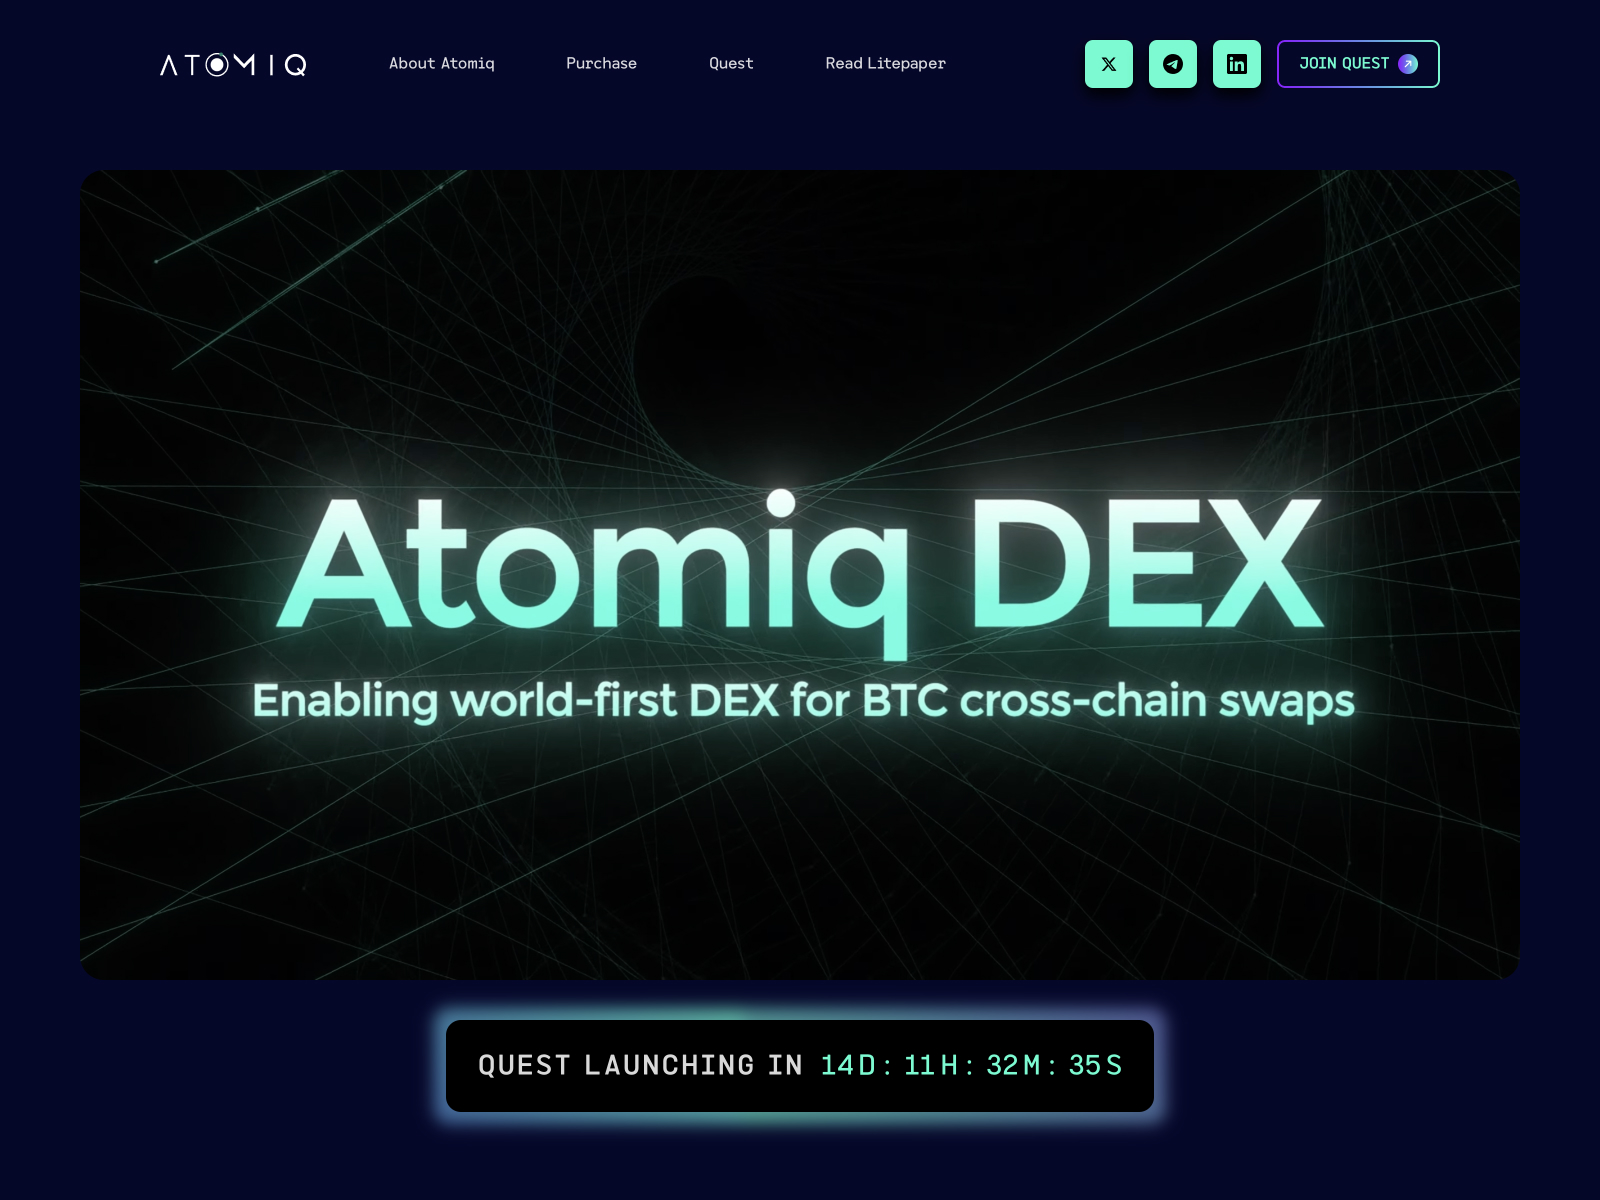 ATOMIQ
About Atomiq
Purchase
Quest
Read Litepaper
JOIN QUEST
Atomiq DEX
Enabling world-first DEX for BTC cross-chain swaps
QUEST LAUNCHING IN 14D : 11H : 32M : 35S